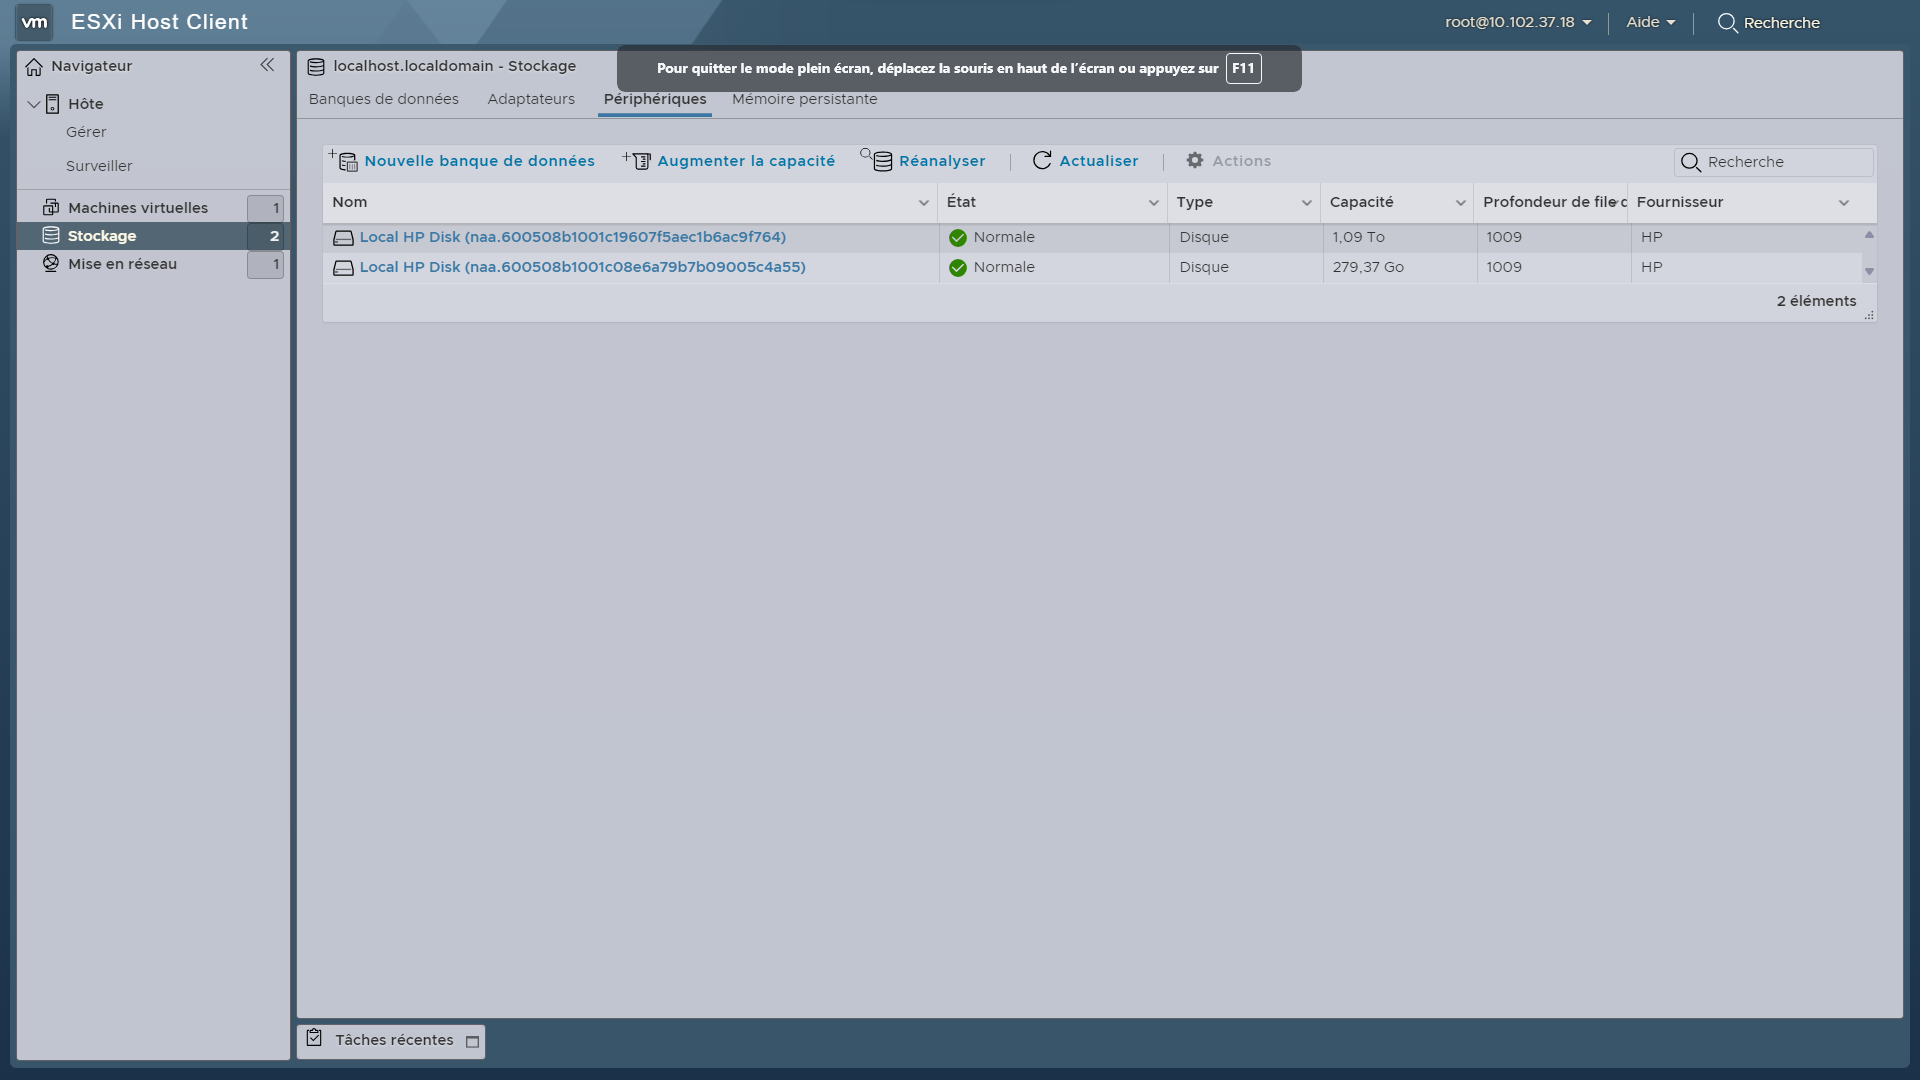 vm ESXi Host Client
root@10.102.37.18 Aide Recherche
Navigateur
Hôte
Gérer
Surveiller
Machines virtuelles 1
Stockage 2
Mise en réseau 1
localhost.localdomain - Stockage
Pour quitter le mode plein écran, déplacez la souris en haut de l'écran ou appuyez sur F11
Banques de données Adaptateurs Périphériques Mémoire persistante
Nouvelle banque de données Augmenter la capacité Réanalyser Actualiser Actions Recherche
Nom État Type Capacité Profondeur de file d Fournisseur
Local HP Disk (naa.600508b1001c19607f5aec1b6ac9f764) Normale Disque 1,09 To 1009 HP
Local HP Disk (naa.600508b1001c08e6a79b7b09005c4a55) Normale Disque 279,37 Go 1009 HP
2 éléments
Tâches récentes